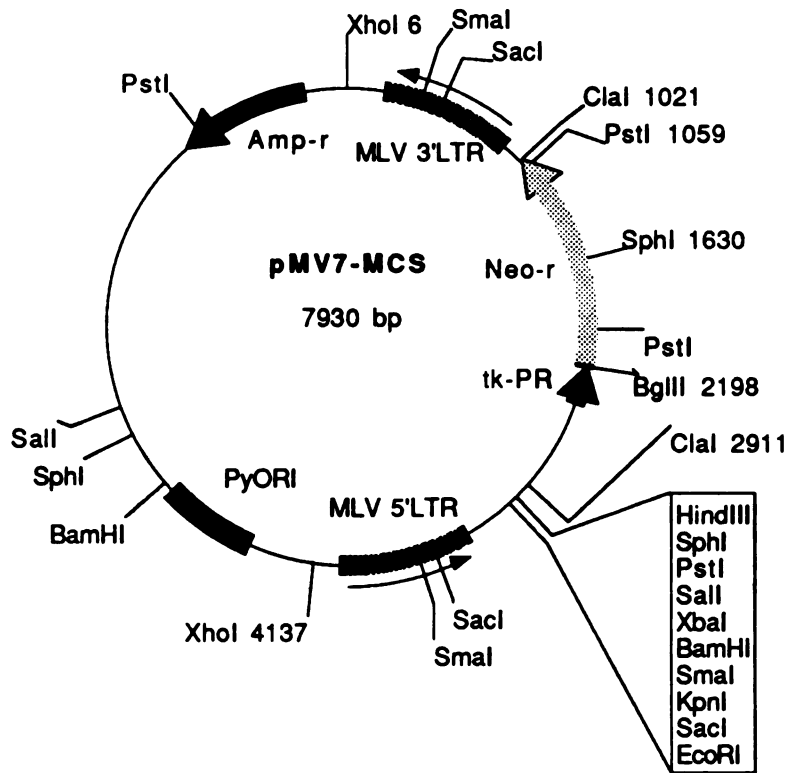 XhoI 6
SmaI
SacI
PstI
Amp-r
MLV 3'LTR
ClaI 1021
PstI 1059
pMV7-MCS
7930 bp
Neo-r
SphI 1630
PstI
tk-PR
BglII 2198
ClaI 2911
SalI
SphI
BamHI
PyORI
MLV 5'LTR
XhoI 4137
SacI
SmaI
HindIII
SphI
PstI
SalI
XbaI
BamHI
SmaI
KpnI
SacI
EcoRI